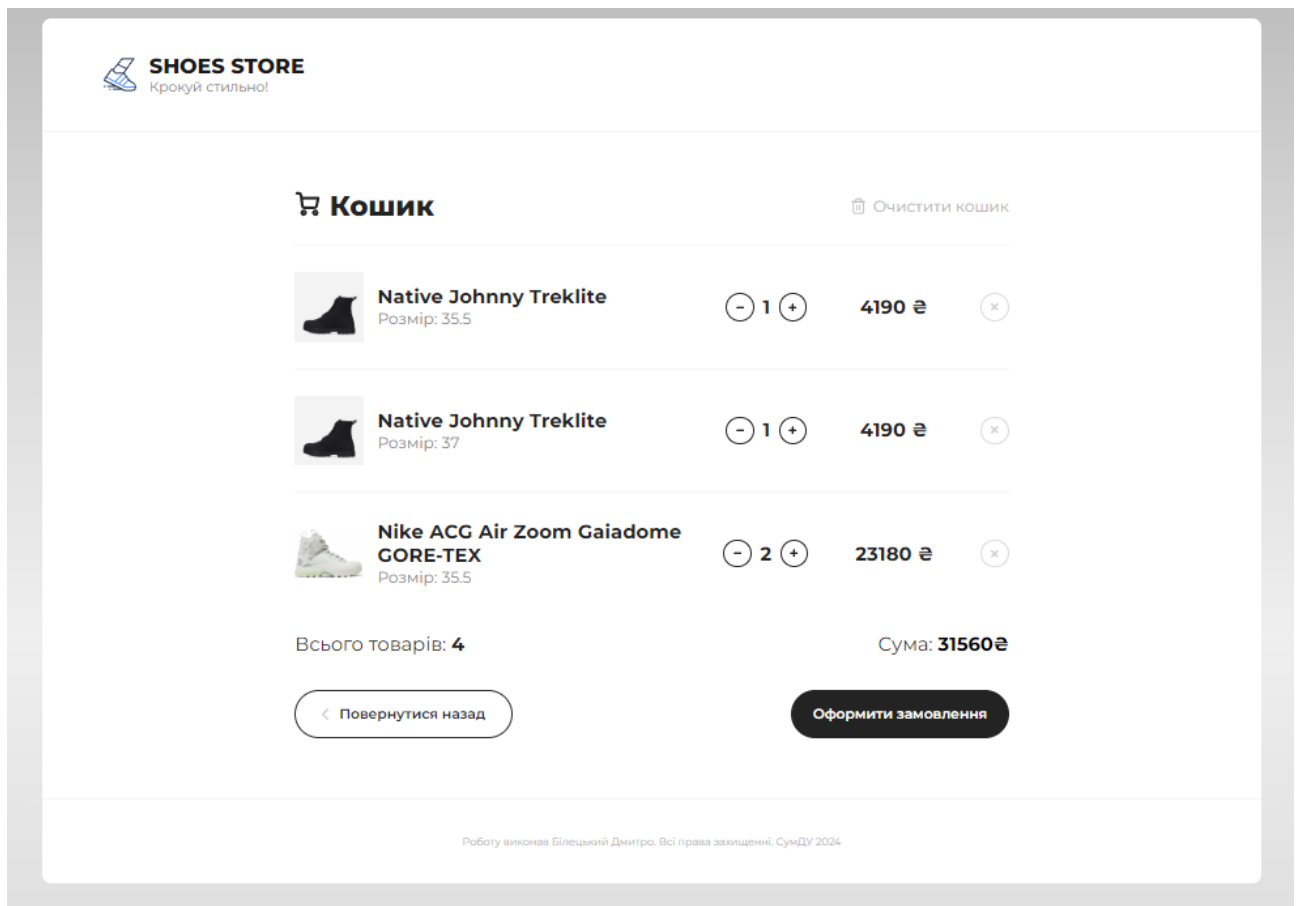 SHOES STORE
Крокуй стильно!
Кошик
Очистити кошик
Native Johnny Treklite
Розмір: 35.5
1
4190 ₴
Native Johnny Treklite
Розмір: 37
1
4190 ₴
Nike ACG Air Zoom Gaiadome
GORE-TEX
Розмір: 35.5
2
23180 ₴
Всього товарів: 4
Сума: 31560₴
Повернутися назад
Оформити замовлення
Роботу виконав Білецький Дмитро. Всі права захищенні. СумДУ 2024